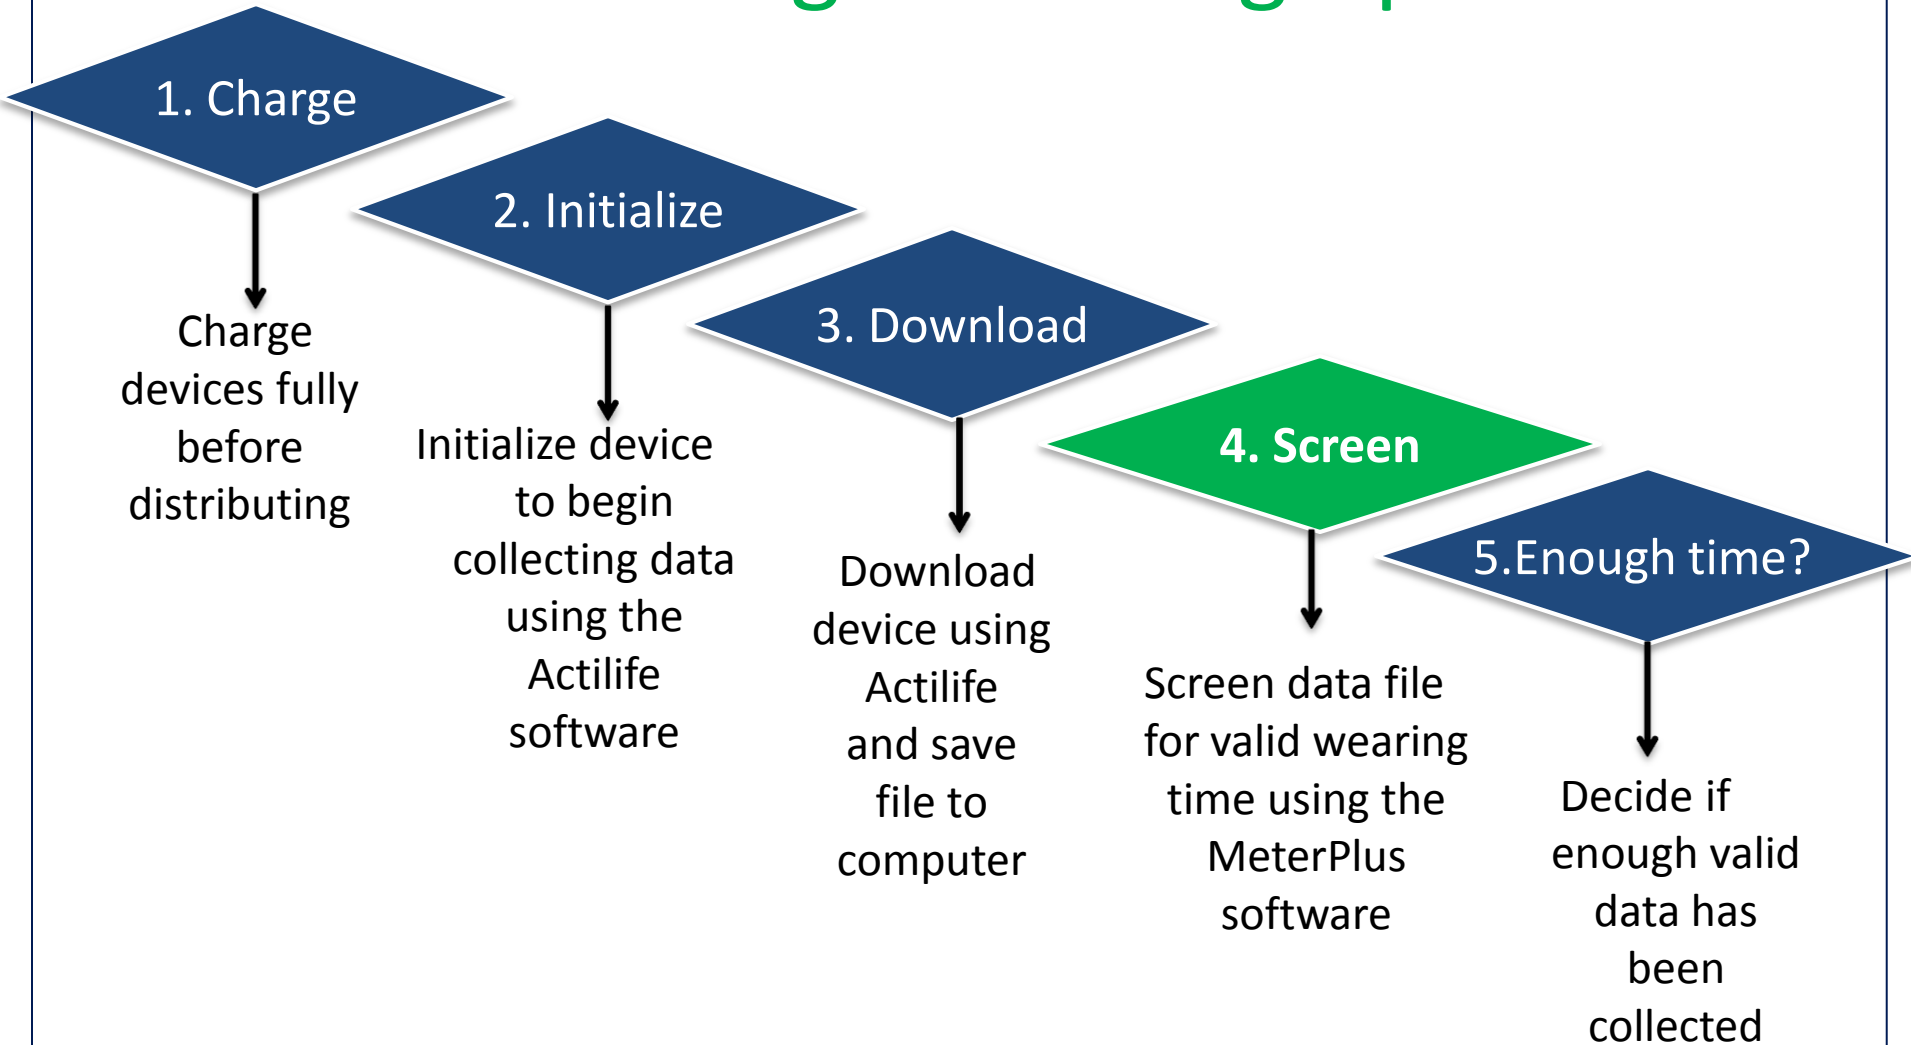 1. Charge
Charge
devices fully
before
distributing
2. Initialize
Initialize device
to begin
collecting data
using the
Actilife
software
3. Download
Download
device using
Actilife
and save
file to
computer
4. Screen
Screen data file
for valid wearing
time using the
MeterPlus
software
5.Enough time?
Decide if
enough valid
data has
been
collected